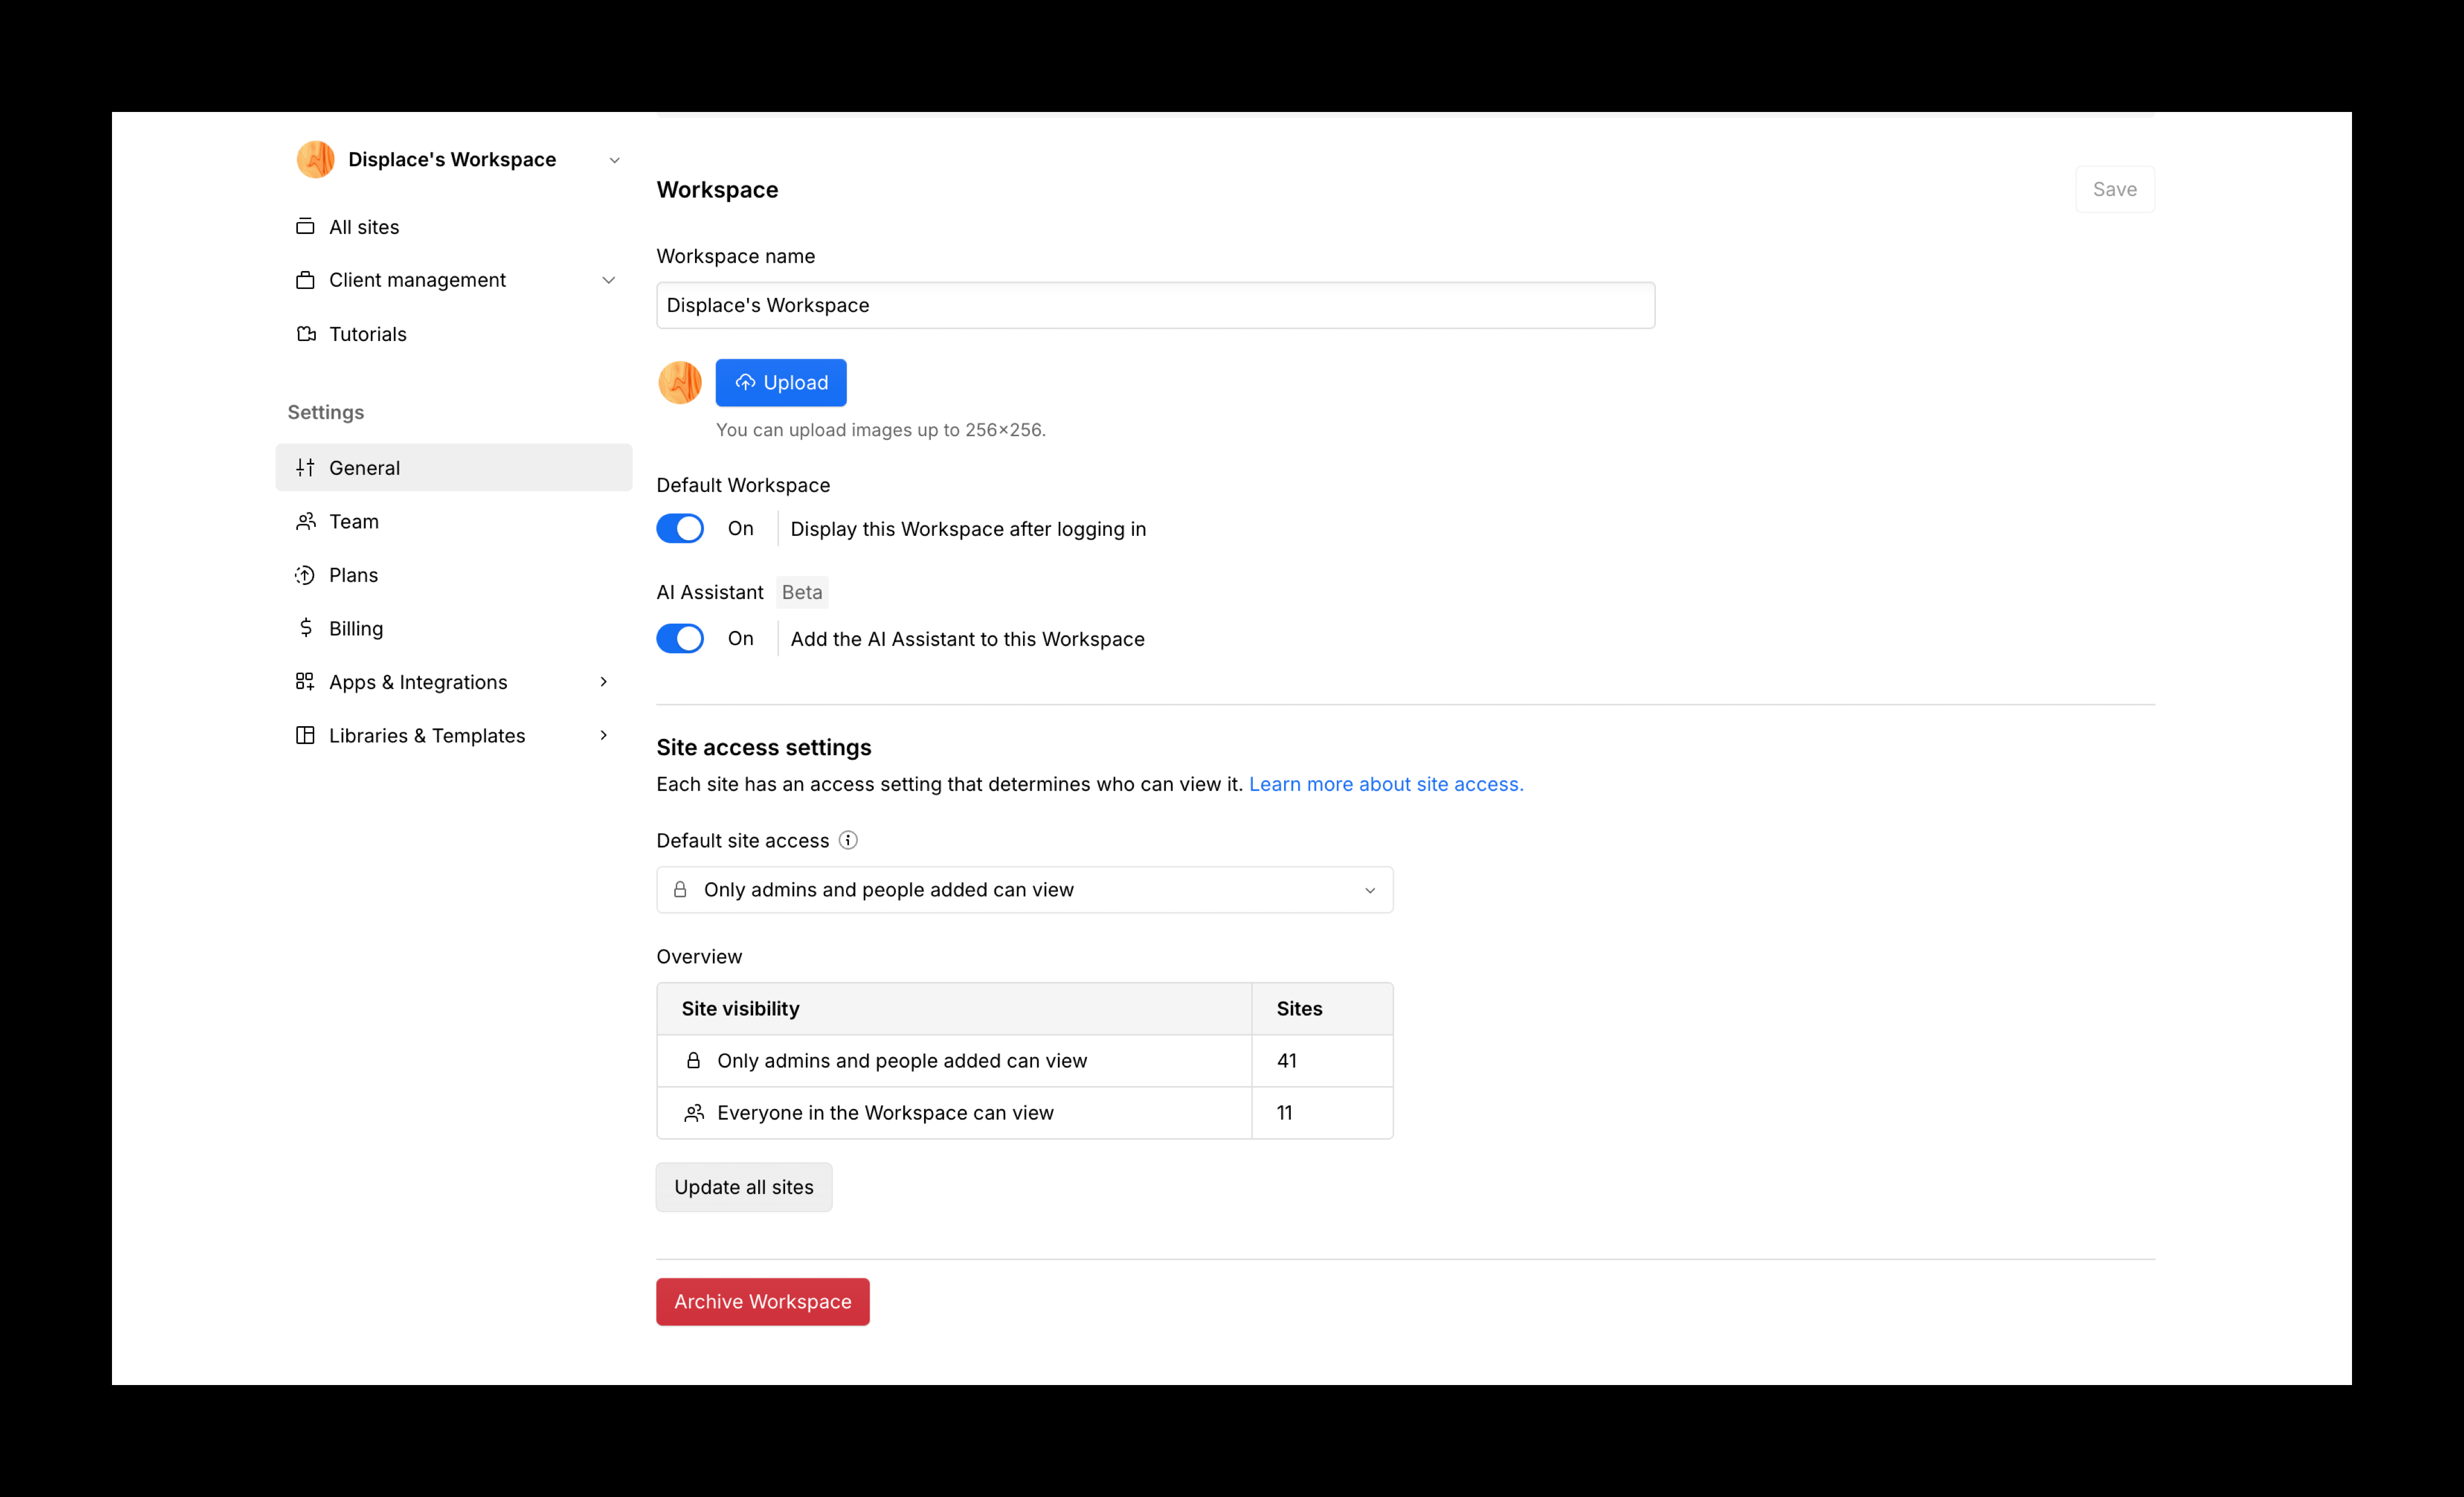 Displace's Workspace
All sites
Client management
Tutorials
Settings
General
Team
Plans
Billing
Apps & Integrations
Libraries & Templates
Workspace
Save
Workspace name
Displace's Workspace
Upload
You can upload images up to 256×256.
Default Workspace
On
Display this Workspace after logging in
AI Assistant Beta
On
Add the AI Assistant to this Workspace
Site access settings
Each site has an access setting that determines who can view it. Learn more about site access.
Default site access
Only admins and people added can view
Overview
Site visibility Sites
Only admins and people added can view 41
Everyone in the Workspace can view 11
Update all sites
Archive Workspace